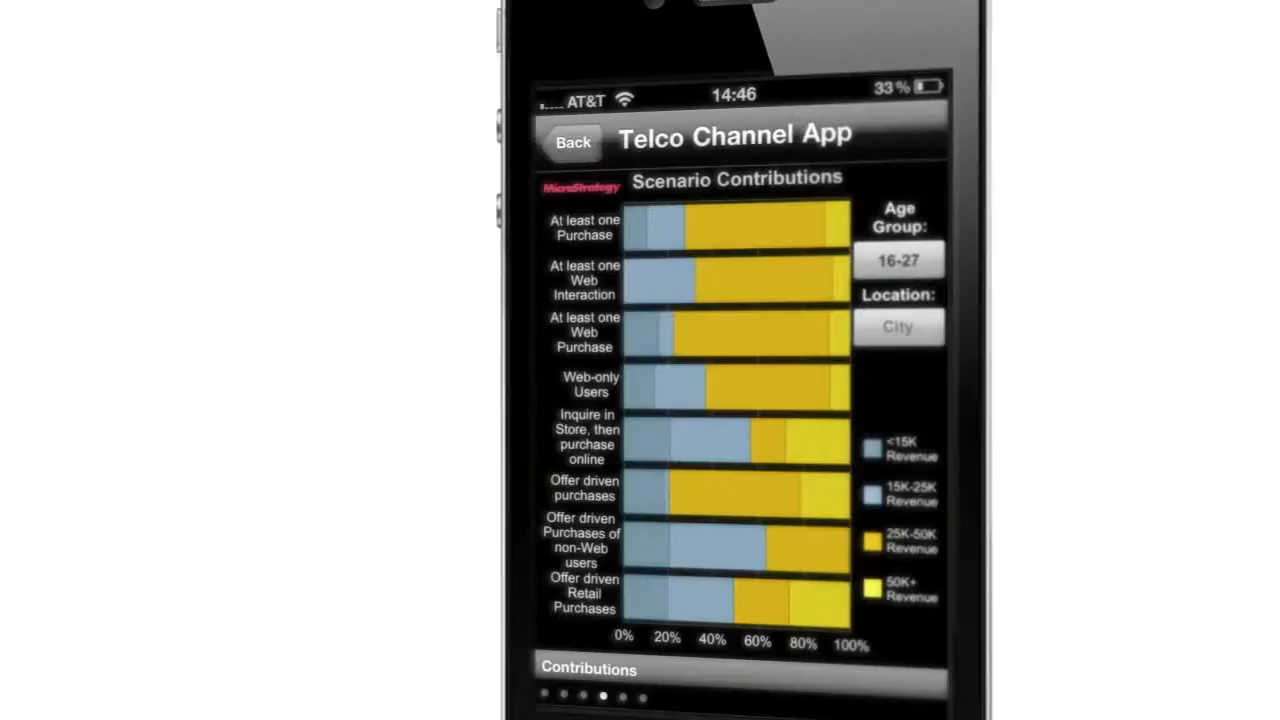 AT&T 14:46 33 %
Back Telco Channel App
MicroStrategy Scenario Contributions
At least one
Purchase
At least one
Web
Interaction
At least one
Web
Purchase
Web-only
Users
Inquire in
Store, then
purchase
online
Offer driven
purchases
Offer driven
Purchases of
non-Web
users
Offer driven
Retail
Purchases
0% 20% 40% 60% 80% 100%
Age
Group:
16-27
Location:
City
<15K
Revenue
15K-25K
Revenue
25K-50K
Revenue
50K+
Revenue
Contributions